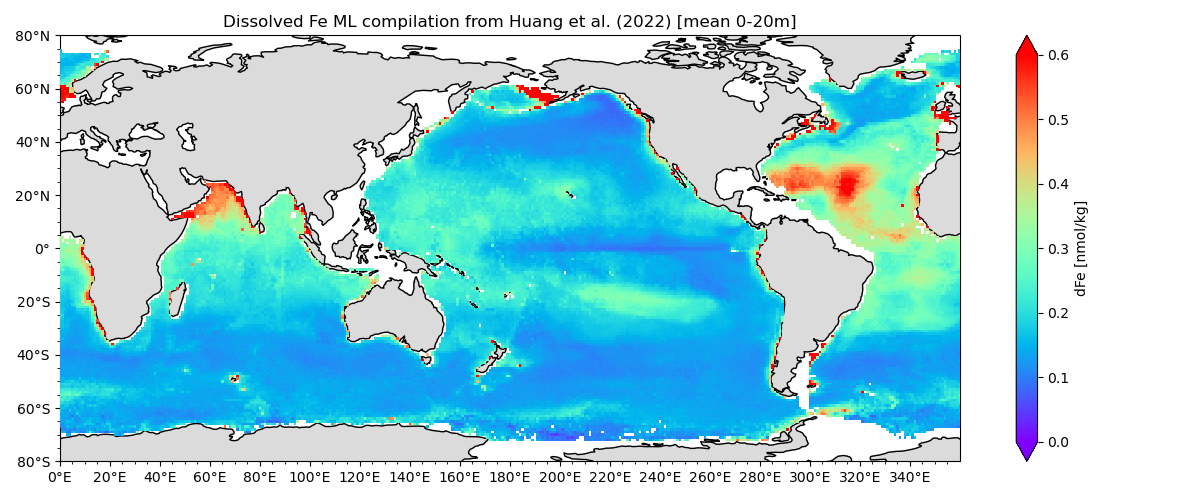 Dissolved Fe ML compilation from Huang et al. (2022) [mean 0-20m]
80°N
60°N
40°N
20°N
0°
20°S
40°S
60°S
80°S
0°E 20°E 40°E 60°E 80°E 100°E 120°E 140°E 160°E 180°E 200°E 220°E 240°E 260°E 280°E 300°E 320°E 340°E
0.6
0.5
0.4
0.3
0.2
0.1
0.0
dFe [nmol/kg]